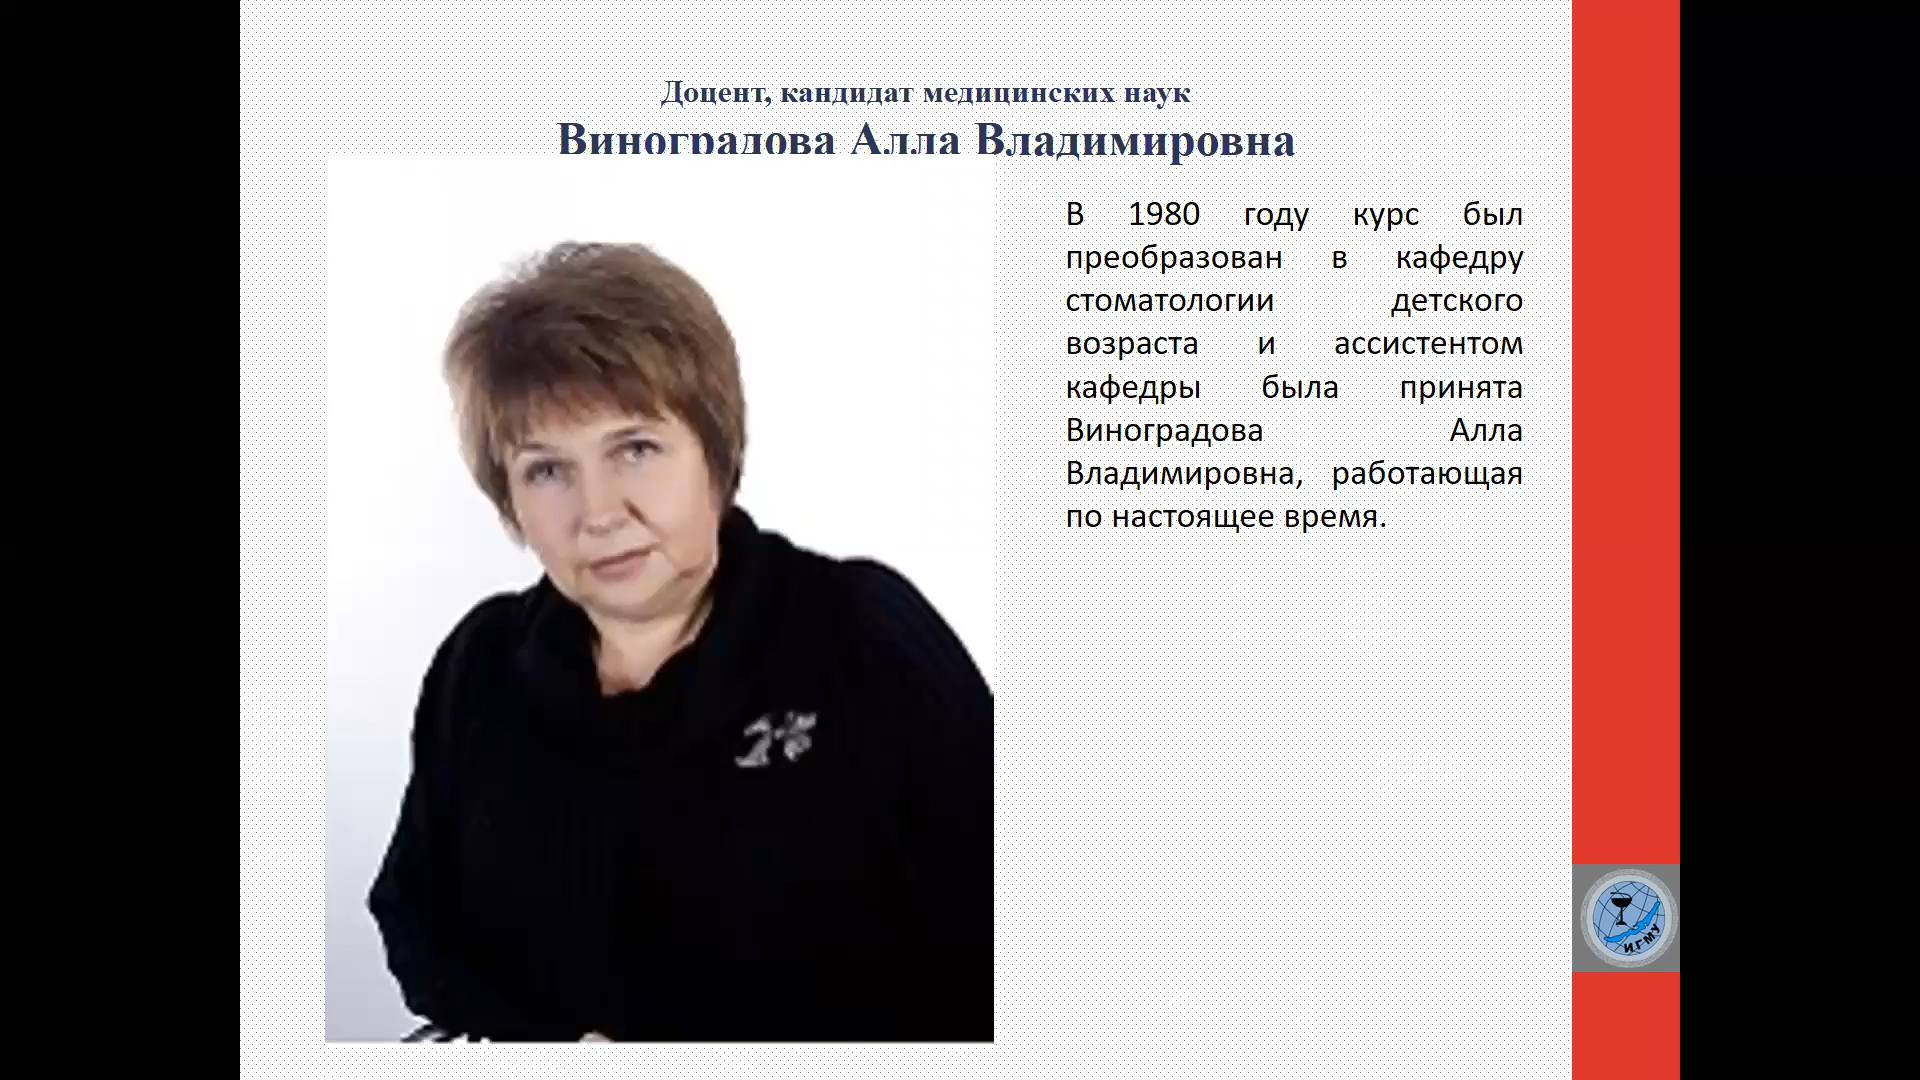 Доцент, кандидат медицинских наук
Виноградова Алла Владимировна
В 1980 году курс был
преобразован в кафедру
стоматологии детского
возраста и ассистентом
кафедры была принята
Виноградова Алла
Владимировна, работающая
по настоящее время.
ИГМУ